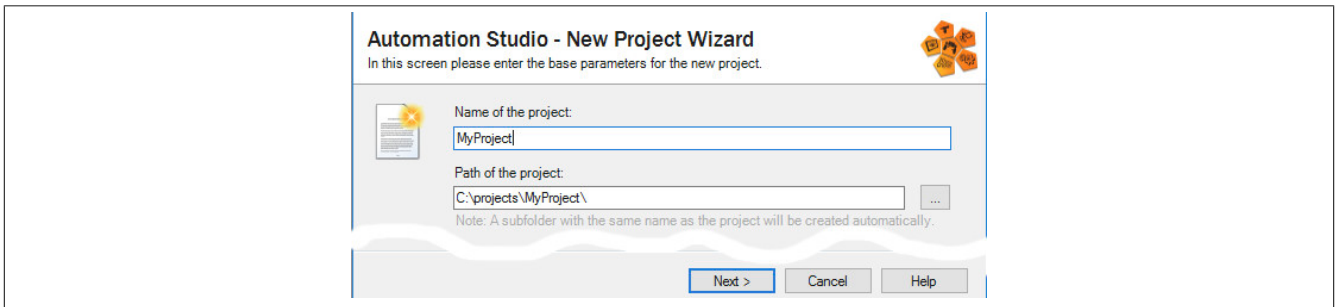 Automation Studio - New Project Wizard
In this screen please enter the base parameters for the new project.
Name of the project:
MyProject
Path of the project:
C:\projects\MyProject\
...
Note: A subfolder with the same name as the project will be created automatically.
Next >
Cancel
Help